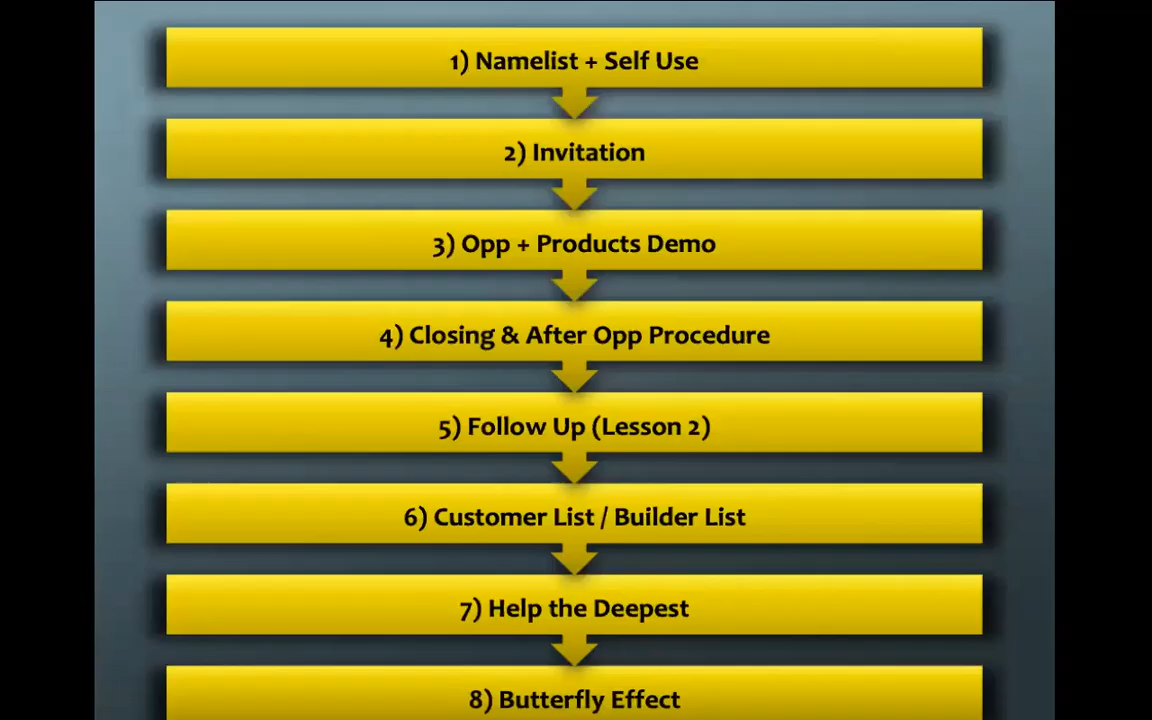 1) Namelist + Self Use
2) Invitation
3) Opp + Products Demo
4) Closing & After Opp Procedure
5) Follow Up (Lesson 2)
6) Customer List / Builder List
7) Help the Deepest
8) Butterfly Effect